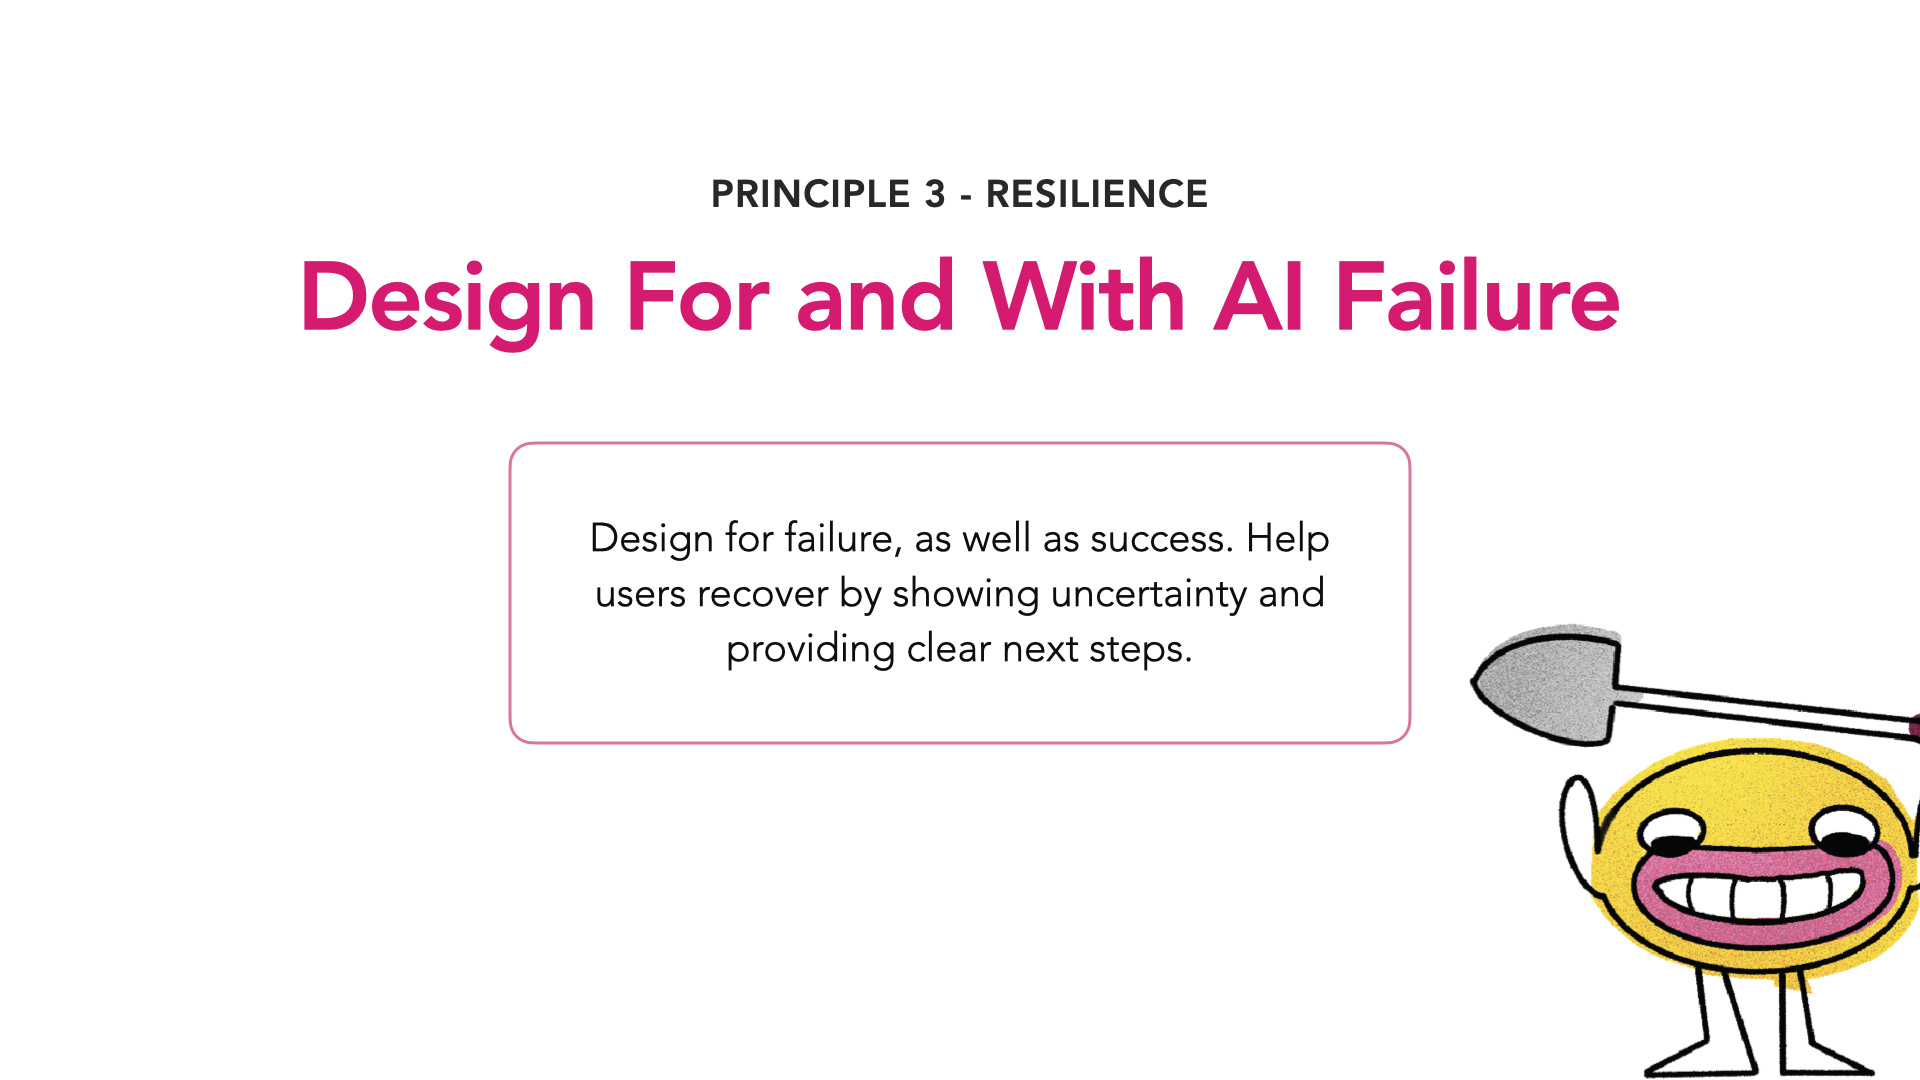 PRINCIPLE 3 - RESILIENCE
Design For and With AI Failure
Design for failure, as well as success. Help
users recover by showing uncertainty and
providing clear next steps.